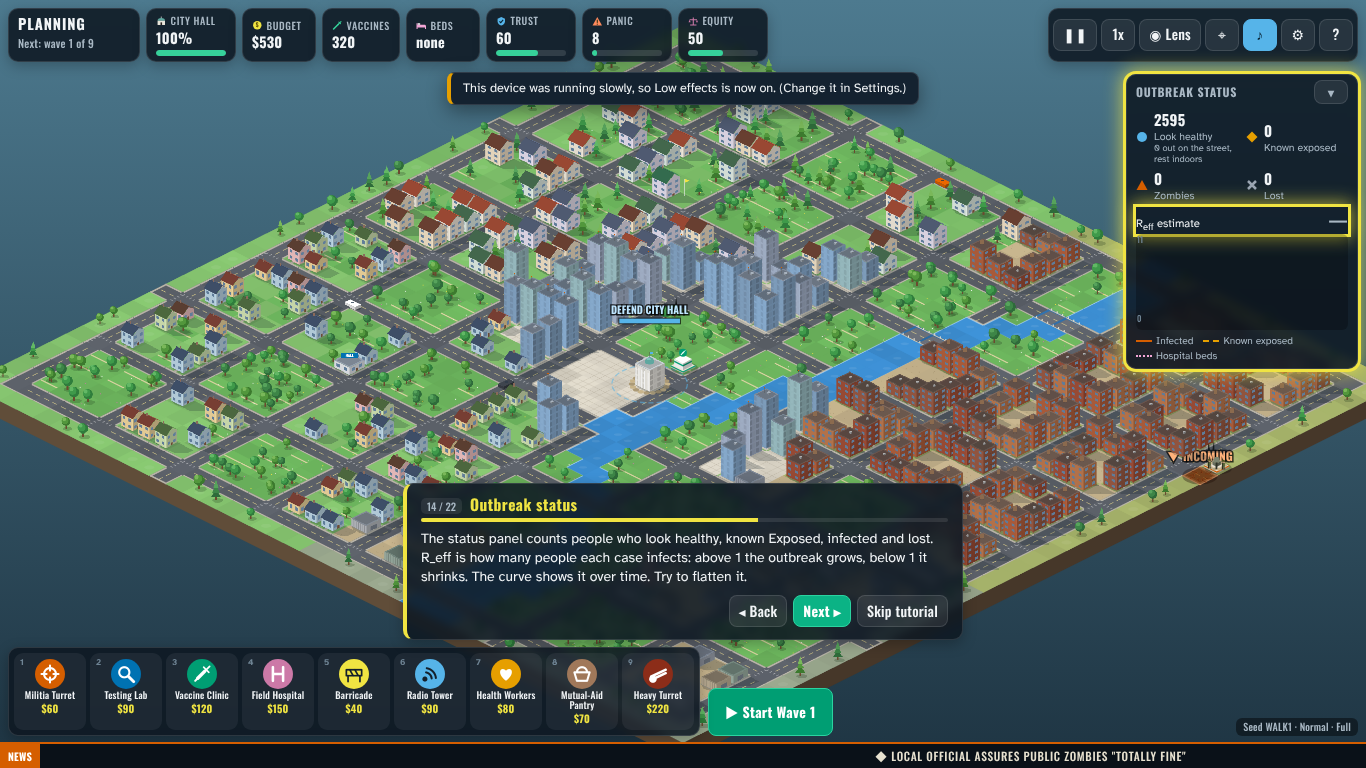 PLANNING
Next: wave 1 of 9
CITY HALL
100%
BUDGET
$530
VACCINES
320
BEDS
none
TRUST
60
PANIC
8
EQUITY
50
❚❚
1x
◉ Lens
⌖
♪
⚙
?
This device was running slowly, so Low effects is now on. (Change it in Settings.)
OUTBREAK STATUS
▼
2595
Look healthy
0 out on the street,
rest indoors
0
Known exposed
0
Zombies
0
Lost
Reff estimate
—
0
Infected
Known exposed
Hospital beds
DEFEND CITY HALL
INCOMING
14 / 22
Outbreak status
The status panel counts people who look healthy, known Exposed, infected and lost.
R_eff is how many people each case infects: above 1 the outbreak grows, below 1 it
shrinks. The curve shows it over time. Try to flatten it.
◂ Back
Next ▸
Skip tutorial
1
Militia Turret
$60
2
Testing Lab
$90
3
Vaccine Clinic
$120
4
Field Hospital
$150
5
Barricade
$40
6
Radio Tower
$90
7
Health Workers
$80
8
Mutual-Aid
Pantry
$70
9
Heavy Turret
$220
▶ Start Wave 1
Seed WALK1 · Normal · Full
NEWS
◆ LOCAL OFFICIAL ASSURES PUBLIC ZOMBIES "TOTALLY FINE"